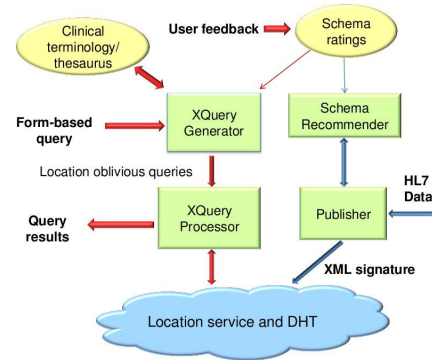 Clinical
terminology/
thesaurus
User feedback
Schema
ratings
Form-based
query
XQuery
Generator
Schema
Recommender
Location oblivious queries
HL7
Data
Query
results
XQuery
Processor
Publisher
XML signature
Location service and DHT